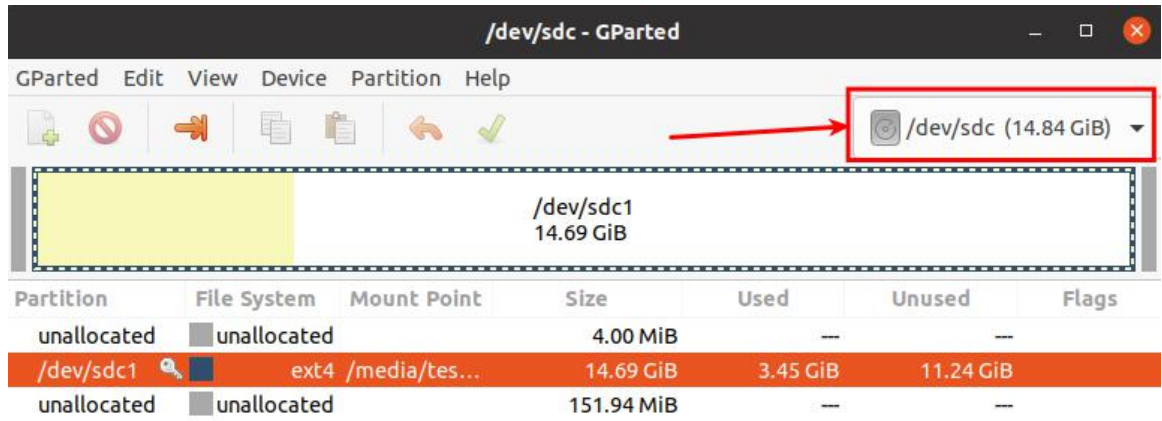 /dev/sdc - GParted
GParted Edit View Device Partition Help
/dev/sdc (14.84 GiB)
/dev/sdc1
14.69 GiB
Partition File System Mount Point Size Used Unused Flags
unallocated unallocated 4.00 MiB --- ---
/dev/sdc1 ext4 /media/tes... 14.69 GiB 3.45 GiB 11.24 GiB
unallocated unallocated 151.94 MiB --- ---